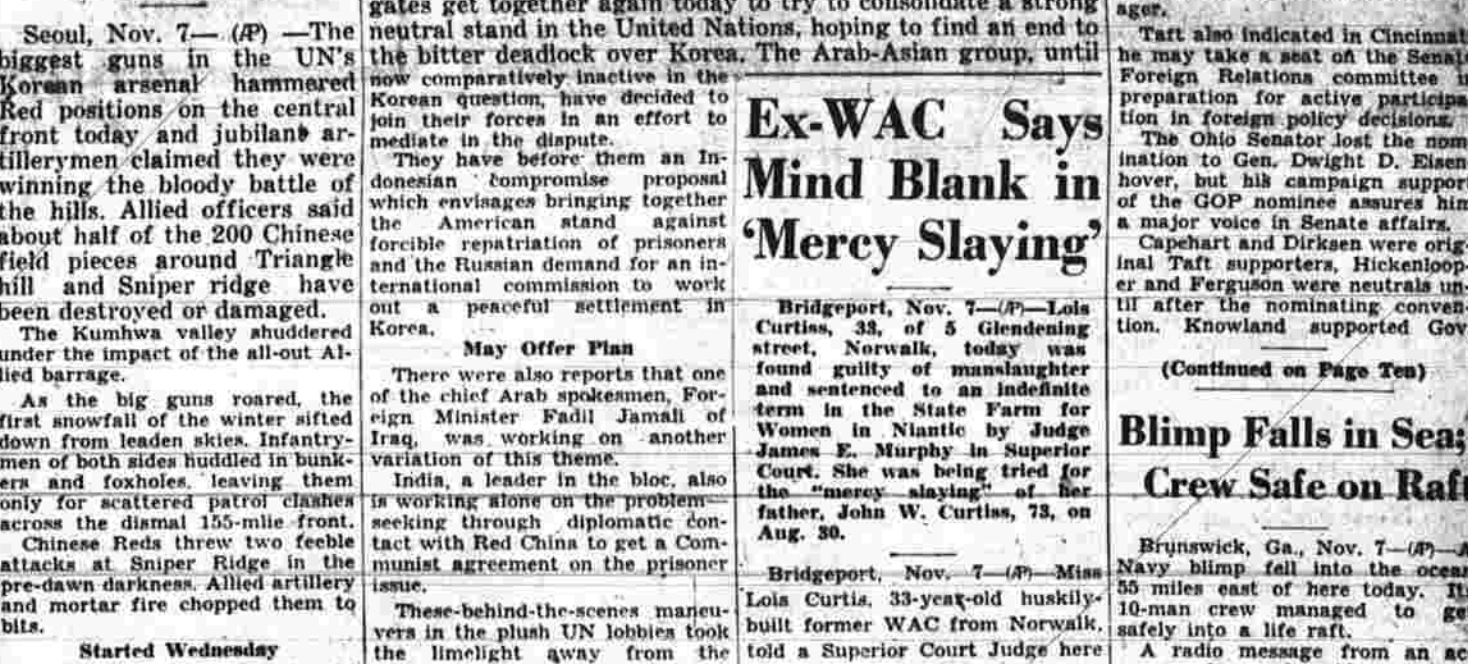 Seoul, Nov. 7— (AP) —The
biggest guns in the UN's
Korean arsenal hammered
Red positions on the central
front today and jubilant ar-
tillerymen claimed they were
winning the bloody battle of
the hills. Allied officers said
about half of the 200 Chinese
field pieces around Triangle
hill and Sniper ridge have
been destroyed or damaged.
The Kumhwa valley shuddered
under the impact of the all-out Al-
lied barrage.
As the big guns roared, the
first snowfall of the winter sifted
down from leaden skies. Infantry-
men of both sides huddled in bunk-
ers and foxholes, leaving them
only for scattered patrol clashes
across the dismal 155-mile front.
Chinese Reds threw two feeble
attacks at Sniper Ridge in the
pre-dawn darkness. Allied artillery
and mortar fire chopped them to
bits.
Started Wednesday
gates get together again today to try to consolidate a strong
neutral stand in the United Nations, hoping to find an end to
the bitter deadlock over Korea. The Arab-Asian group, until
now comparatively inactive in the
Korean question, have decided to
join their forces in an effort to
mediate in the dispute.
They have before them an In-
donesian compromise proposal
which envisages bringing together
the American stand against
forcible repatriation of prisoners
and the Russian demand for an in-
ternational commission to work
out a peaceful settlement in
Korea.
May Offer Plan
There were also reports that one
of the chief Arab spokesmen, For-
eign Minister Fadil Jamali of
Iraq, was working on another
variation of this theme.
India, a leader in the bloc, also
is working alone on the problem—
seeking through diplomatic con-
tact with Red China to get a Com-
munist agreement on the prisoner
issue.
These-behind-the-scenes maneu-
vers in the plush UN lobbies took
the limelight away from the
Ex-WAC Says
Mind Blank in
'Mercy Slaying'
Bridgeport, Nov. 7—(AP)—Lois
Curtiss, 33, of 5 Glendening
street, Norwalk, today was
found guilty of manslaughter
and sentenced to an indefinite
term in the State Farm for
Women in Niantic by Judge
James E. Murphy in Superior
Court. She was being tried for
the "mercy slaying" of her
father, John W. Curtiss, 73, on
Aug. 30.
Bridgeport, Nov. 7—(AP)—Miss
Lois Curtis, 33-year-old huskily-
built former WAC from Norwalk,
told a Superior Court Judge here
ager.
Taft also indicated in Cincinnat
he may take a seat on the Senat
Foreign Relations committee i
preparation for active participa
tion in foreign policy decisions.
The Ohio Senator lost the nom
ination to Gen. Dwight D. Eisen
hower, but his campaign support
of the GOP nominee assures him
a major voice in Senate affairs.
Capehart and Dirksen were orig-
inal Taft supporters, Hickenloop-
er and Ferguson were neutrals un-
til after the nominating conven-
tion. Knowland supported Gov
(Continued on Page Ten)
Blimp Falls in Sea;
Crew Safe on Raft
Brunswick, Ga., Nov. 7—(AP)—A
Navy blimp fell into the ocean
55 miles east of here today. It
10-man crew managed to ge
safely into a life raft.
A radio message from an ac